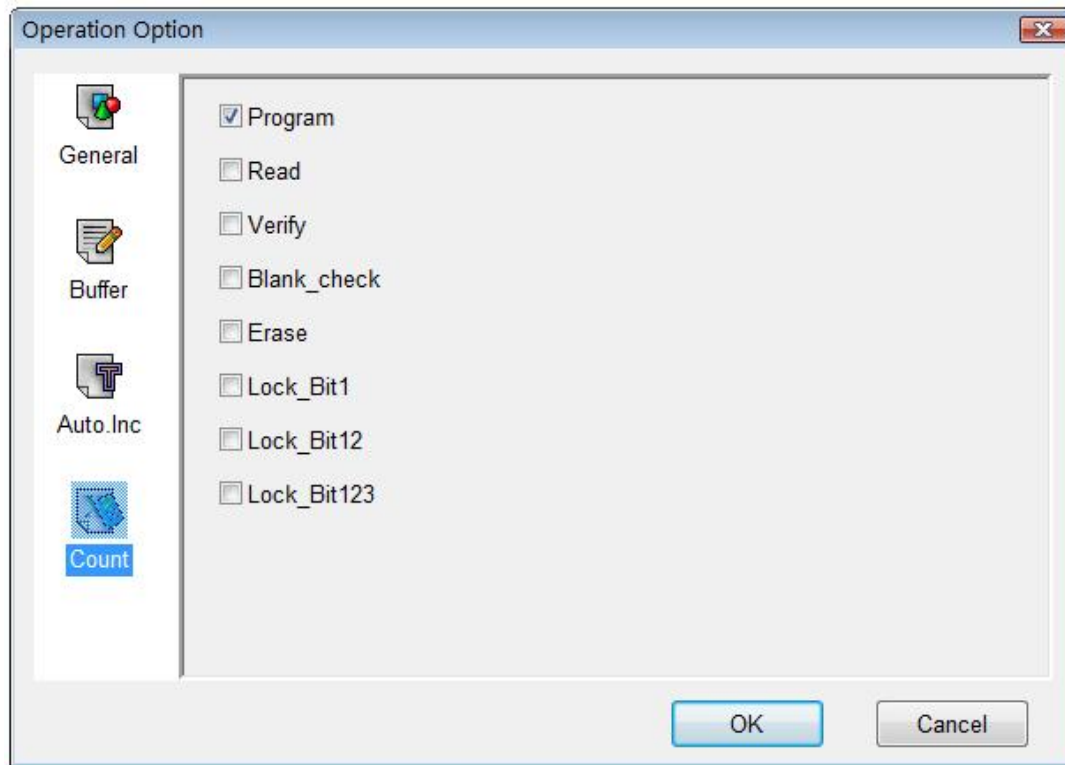 Operation Option
General
Buffer
Auto.Inc
Count
Program
Read
Verify
Blank_check
Erase
Lock_Bit1
Lock_Bit12
Lock_Bit123
OK
Cancel